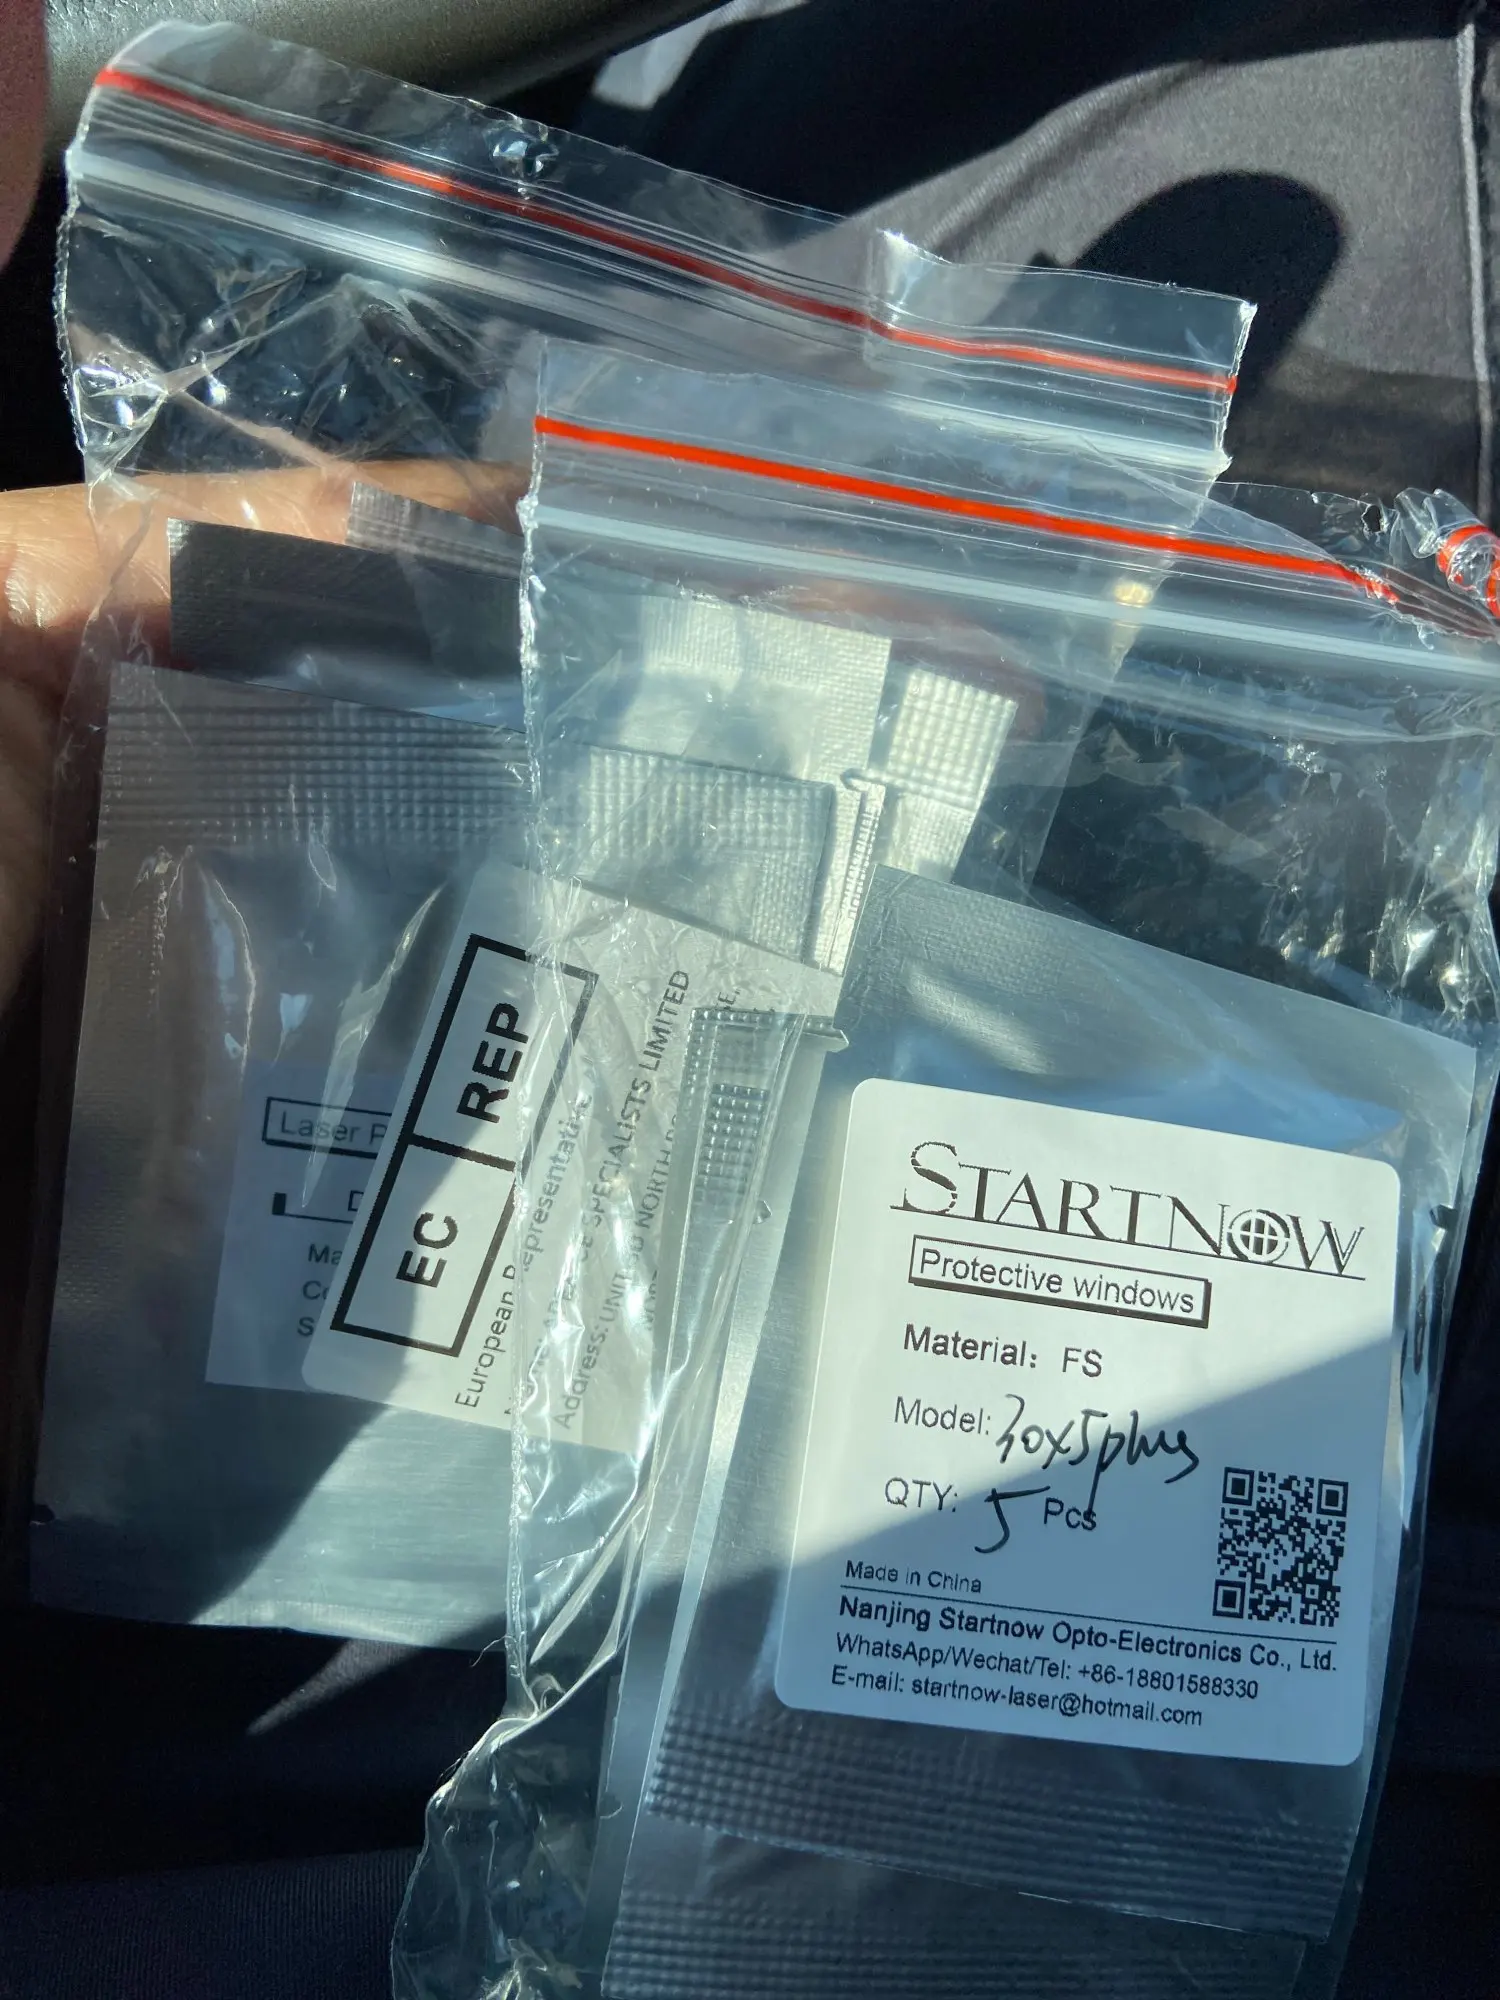 Laser
EC REP
European
Address: UNIT
SPECIALISTS LIMITED
NORTH
STARTNOW
Protective windows
Material: FS
Model: 30x5plus
QTY: 5 Pcs
Made in China
Nanjing Startnow Opto-Electronics Co., Ltd.
WhatsApp/Wechat/Tel: +86-18801588330
E-mail: startnow-laser@hotmail.com